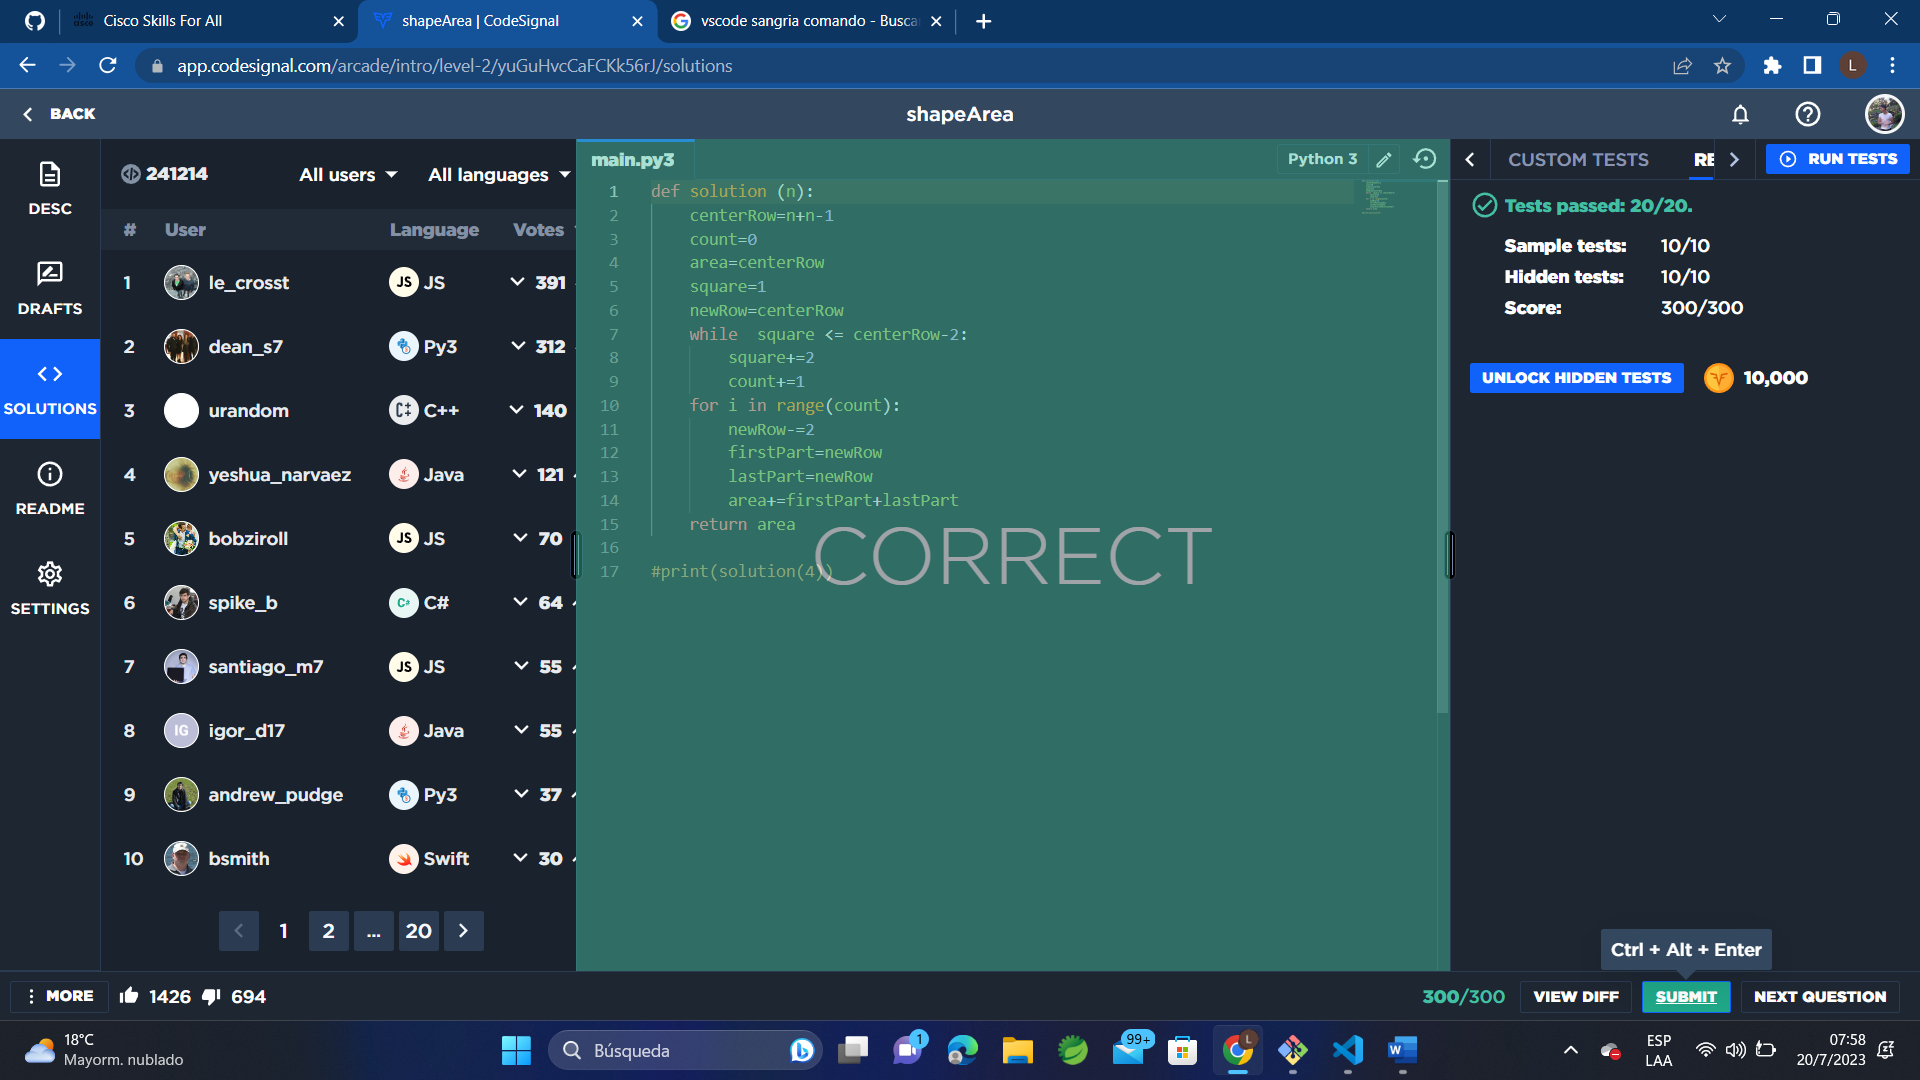 Cisco Skills For All
shapeArea | CodeSignal
vscode sangria comando - Busca
app.codesignal.com/arcade/intro/level-2/yuGuHvcCaFCKk56rJ/solutions
L
BACK
shapeArea
DESC
DRAFTS
SOLUTIONS
README
SETTINGS
241214
All users
All languages
# User Language Votes
1 le_crosst JS JS 391
2 dean_s7 Py3 312
3 urandom C++ 140
4 yeshua_narvaez Java 121
5 bobziroll JS JS 70
6 spike_b C# C# 64
7 santiago_m7 JS JS 55
8 IG igor_d17 Java 55
9 andrew_pudge Py3 37
10 bsmith Swift 30
1 2 ... 20
main.py3
Python 3
1 def solution (n):
2 centerRow=n+n-1
3 count=0
4 area=centerRow
5 square=1
6 newRow=centerRow
7 while  square <= centerRow-2:
8 square+=2
9 count+=1
10 for i in range(count):
11 newRow-=2
12 firstPart=newRow
13 lastPart=newRow
14 area+=firstPart+lastPart
15 return area
16
17 #print(solution(4))
CORRECT
CUSTOM TESTS
RE
RUN TESTS
Tests passed: 20/20.
Sample tests: 10/10
Hidden tests: 10/10
Score: 300/300
UNLOCK HIDDEN TESTS
10,000
Ctrl + Alt + Enter
MORE
1426
694
300/300
VIEW DIFF
SUBMIT
NEXT QUESTION
18°C
Mayorm. nublado
Búsqueda
1
99+
L
ESP
LAA
07:58
20/7/2023